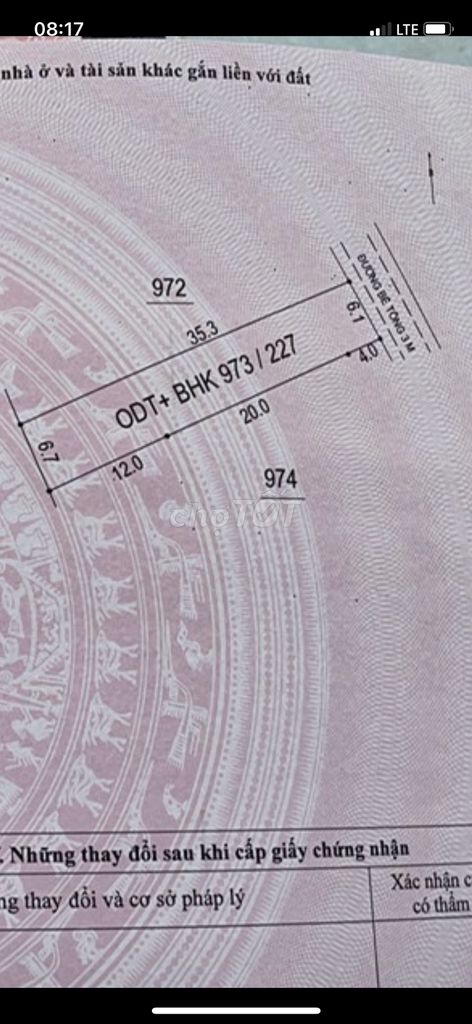 08:17
LTE
nhà ở và tài sản khác gắn liền với đất
ĐƯỜNG BÊ TÔNG 3 M
972
35.3
6.1
ODT+ BHK 973 / 227
4.0
20.0
6.7
12.0
974
chợTỐT
Những thay đổi sau khi cấp giấy chứng nhận
ng thay đổi và cơ sở pháp lý
Xác nhận c
có thẩm